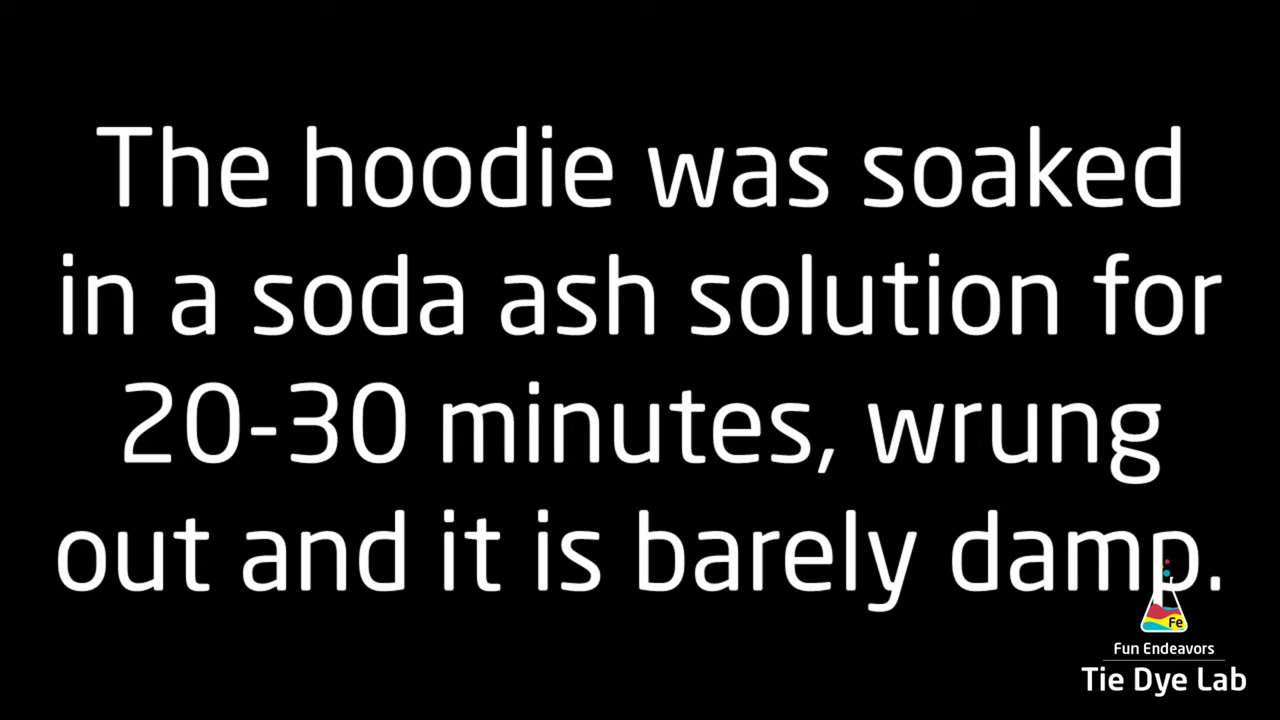 The hoodie was soaked
in a soda ash solution for
20-30 minutes, wrung
out and it is barely damp.
Fe
Fun Endeavors
Tie Dye Lab